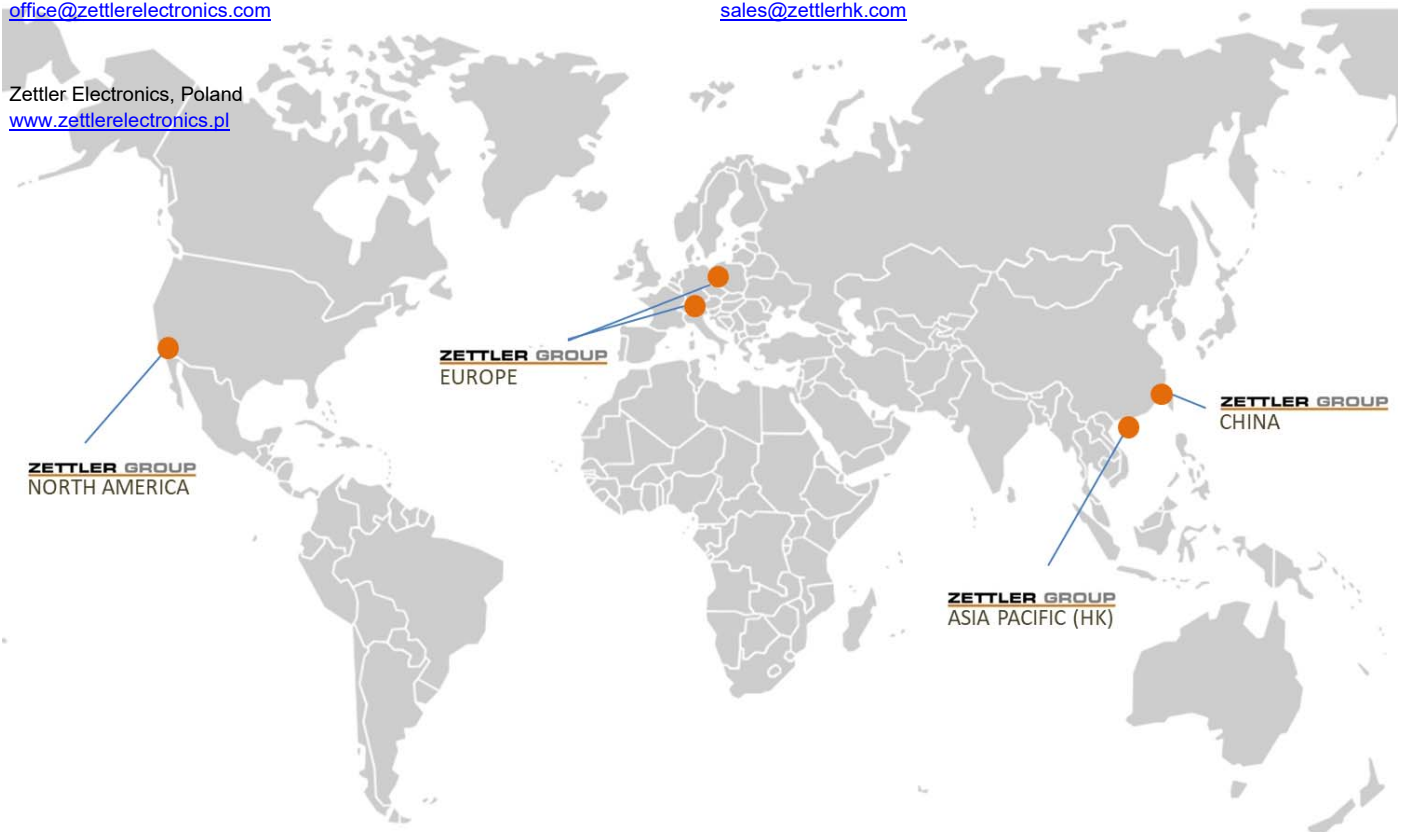 office@zettlerelectronics.com
sales@zettlerhk.com
Zettler Electronics, Poland
www.zettlerelectronics.pl
ZETTLER GROUP
EUROPE
ZETTLER GROUP
CHINA
ZETTLER GROUP
NORTH AMERICA
ZETTLER GROUP
ASIA PACIFIC (HK)